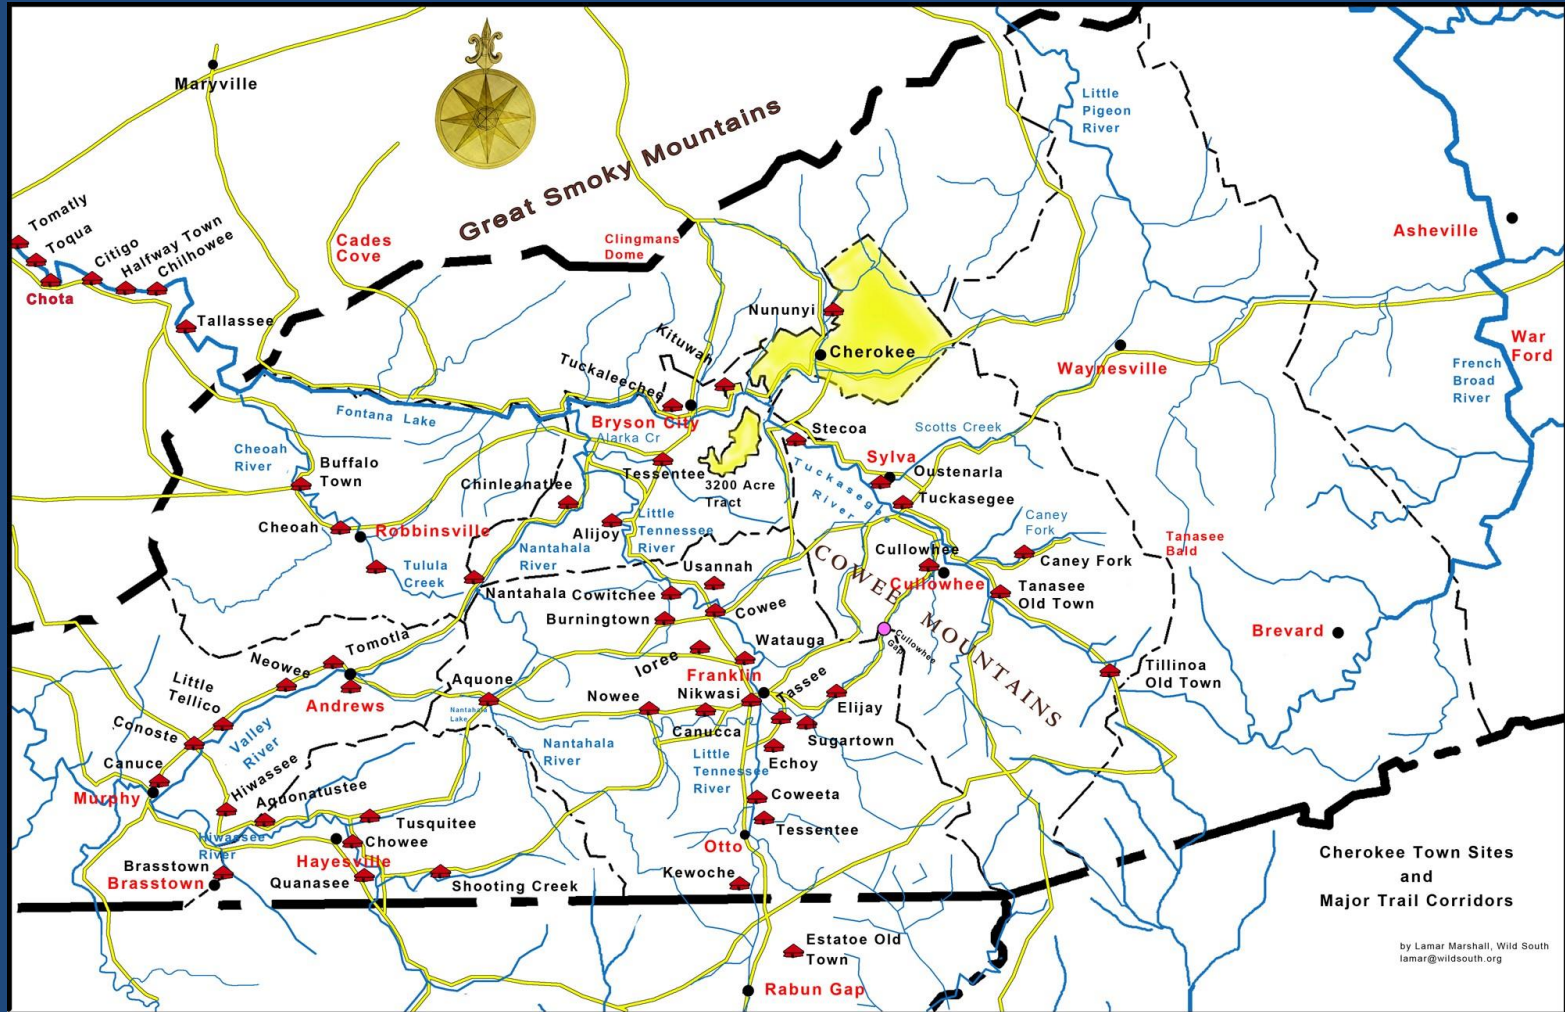 Maryville
Great Smoky Mountains
Little
Pigeon
River
Tomatly
Toqua
Citigo
Halfway Town
Chilhowee
Chota
Tallassee
Cades
Cove
Clingmans
Dome
Asheville
Nununyi
Kituwah
Cherokee
Tuckaleechee
Waynesville
War
Ford
French
Broad
River
Fontana Lake
Bryson City
Alarka Cr
Stecoa
Scotts Creek
Cheoah
River
Buffalo
Town
Sylva
Oustenarla
Tessentee
3200 Acre
Tract
Tuckasegee
River
Tuckasegee
Chinleanatlee
Cheoah
Robbinsville
Alijoy
Little
Tennessee
River
Caney
Fork
Tanasee
Bald
Nantahala
River
Tulula
Creek
Cullowhee
Caney Fork
COWEE MOUNTAINS
Usannah
Cullowhee
Nantahala
Cowitchee
Tanasee
Old Town
Burningtown
Cowee
Cullowhee
Gap
Brevard
Tomotla
Watauga
Ioree
Neowee
Tillinoa
Old Town
Little
Tellico
Aquone
Franklin
Tassee
Andrews
Nowee
Nikwasi
Elijay
Nantahala
Lake
Conoste
Valley
River
Canucca
Sugartown
Nantahala
River
Little
Tennessee
River
Echoy
Canuce
Hiwassee
Murphy
Aquonatustee
Coweeta
Tusquitee
Tessentee
Hiwassee
River
Chowee
Otto
Hayesville
Brasstown
Brasstown
Quanasee
Shooting Creek
Kewoche
Estatoe Old
Town
Rabun Gap
Cherokee Town Sites
and
Major Trail Corridors
by Lamar Marshall, Wild South
lamar@wildsouth.org